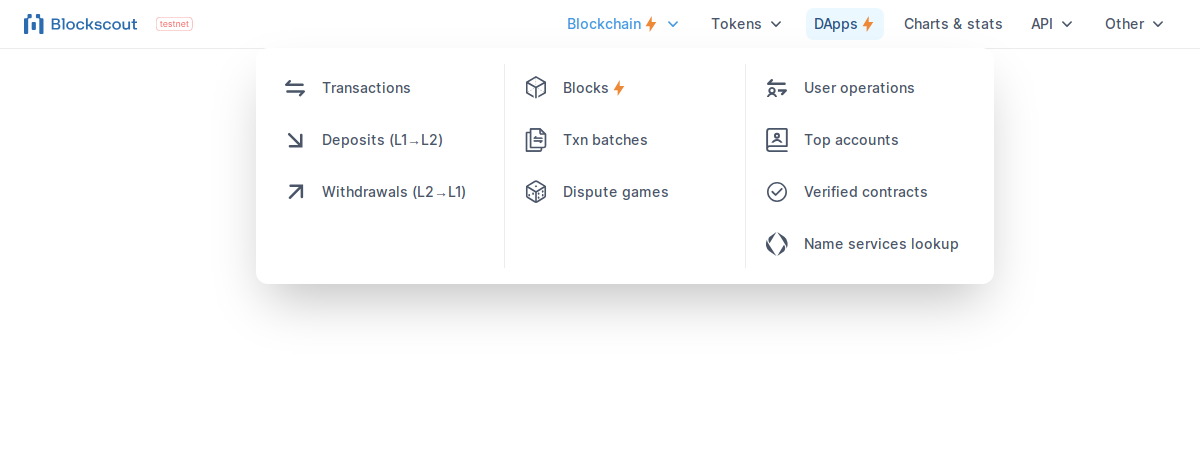 Blockscout testnet Blockchain Tokens DApps Charts & stats API Other
Transactions
Deposits (L1→L2)
Withdrawals (L2→L1)
Blocks
Txn batches
Dispute games
User operations
Top accounts
Verified contracts
Name services lookup